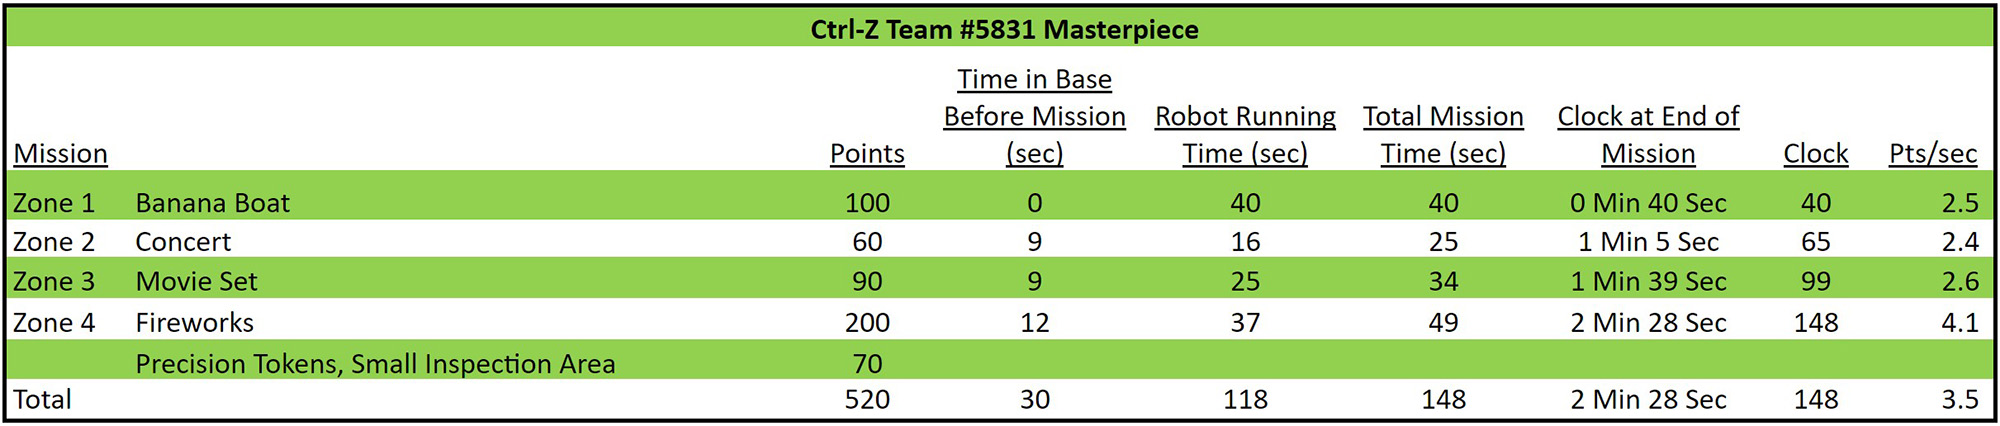 Ctrl-Z Team #5831 Masterpiece
Time in Base
Before Mission Robot Running Total Mission Clock at End of
Mission Points (sec) Time (sec) Time (sec) Mission Clock Pts/sec
Zone 1 Banana Boat 100 0 40 40 0 Min 40 Sec 40 2.5
Zone 2 Concert 60 9 16 25 1 Min 5 Sec 65 2.4
Zone 3 Movie Set 90 9 25 34 1 Min 39 Sec 99 2.6
Zone 4 Fireworks 200 12 37 49 2 Min 28 Sec 148 4.1
Precision Tokens, Small Inspection Area 70
Total 520 30 118 148 2 Min 28 Sec 148 3.5